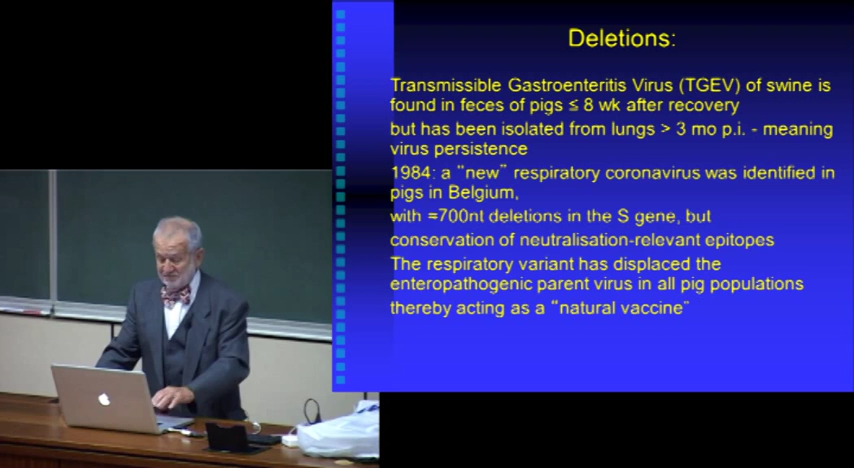 Deletions:
Transmissible Gastroenteritis Virus (TGEV) of swine is
found in feces of pigs ≤ 8 wk after recovery
but has been isolated from lungs > 3 mo p.i. - meaning
virus persistence
1984: a "new" respiratory coronavirus was identified in
pigs in Belgium,
with ≈700nt deletions in the S gene, but
conservation of neutralisation-relevant epitopes
The respiratory variant has displaced the
enteropathogenic parent virus in all pig populations
thereby acting as a "natural vaccine"